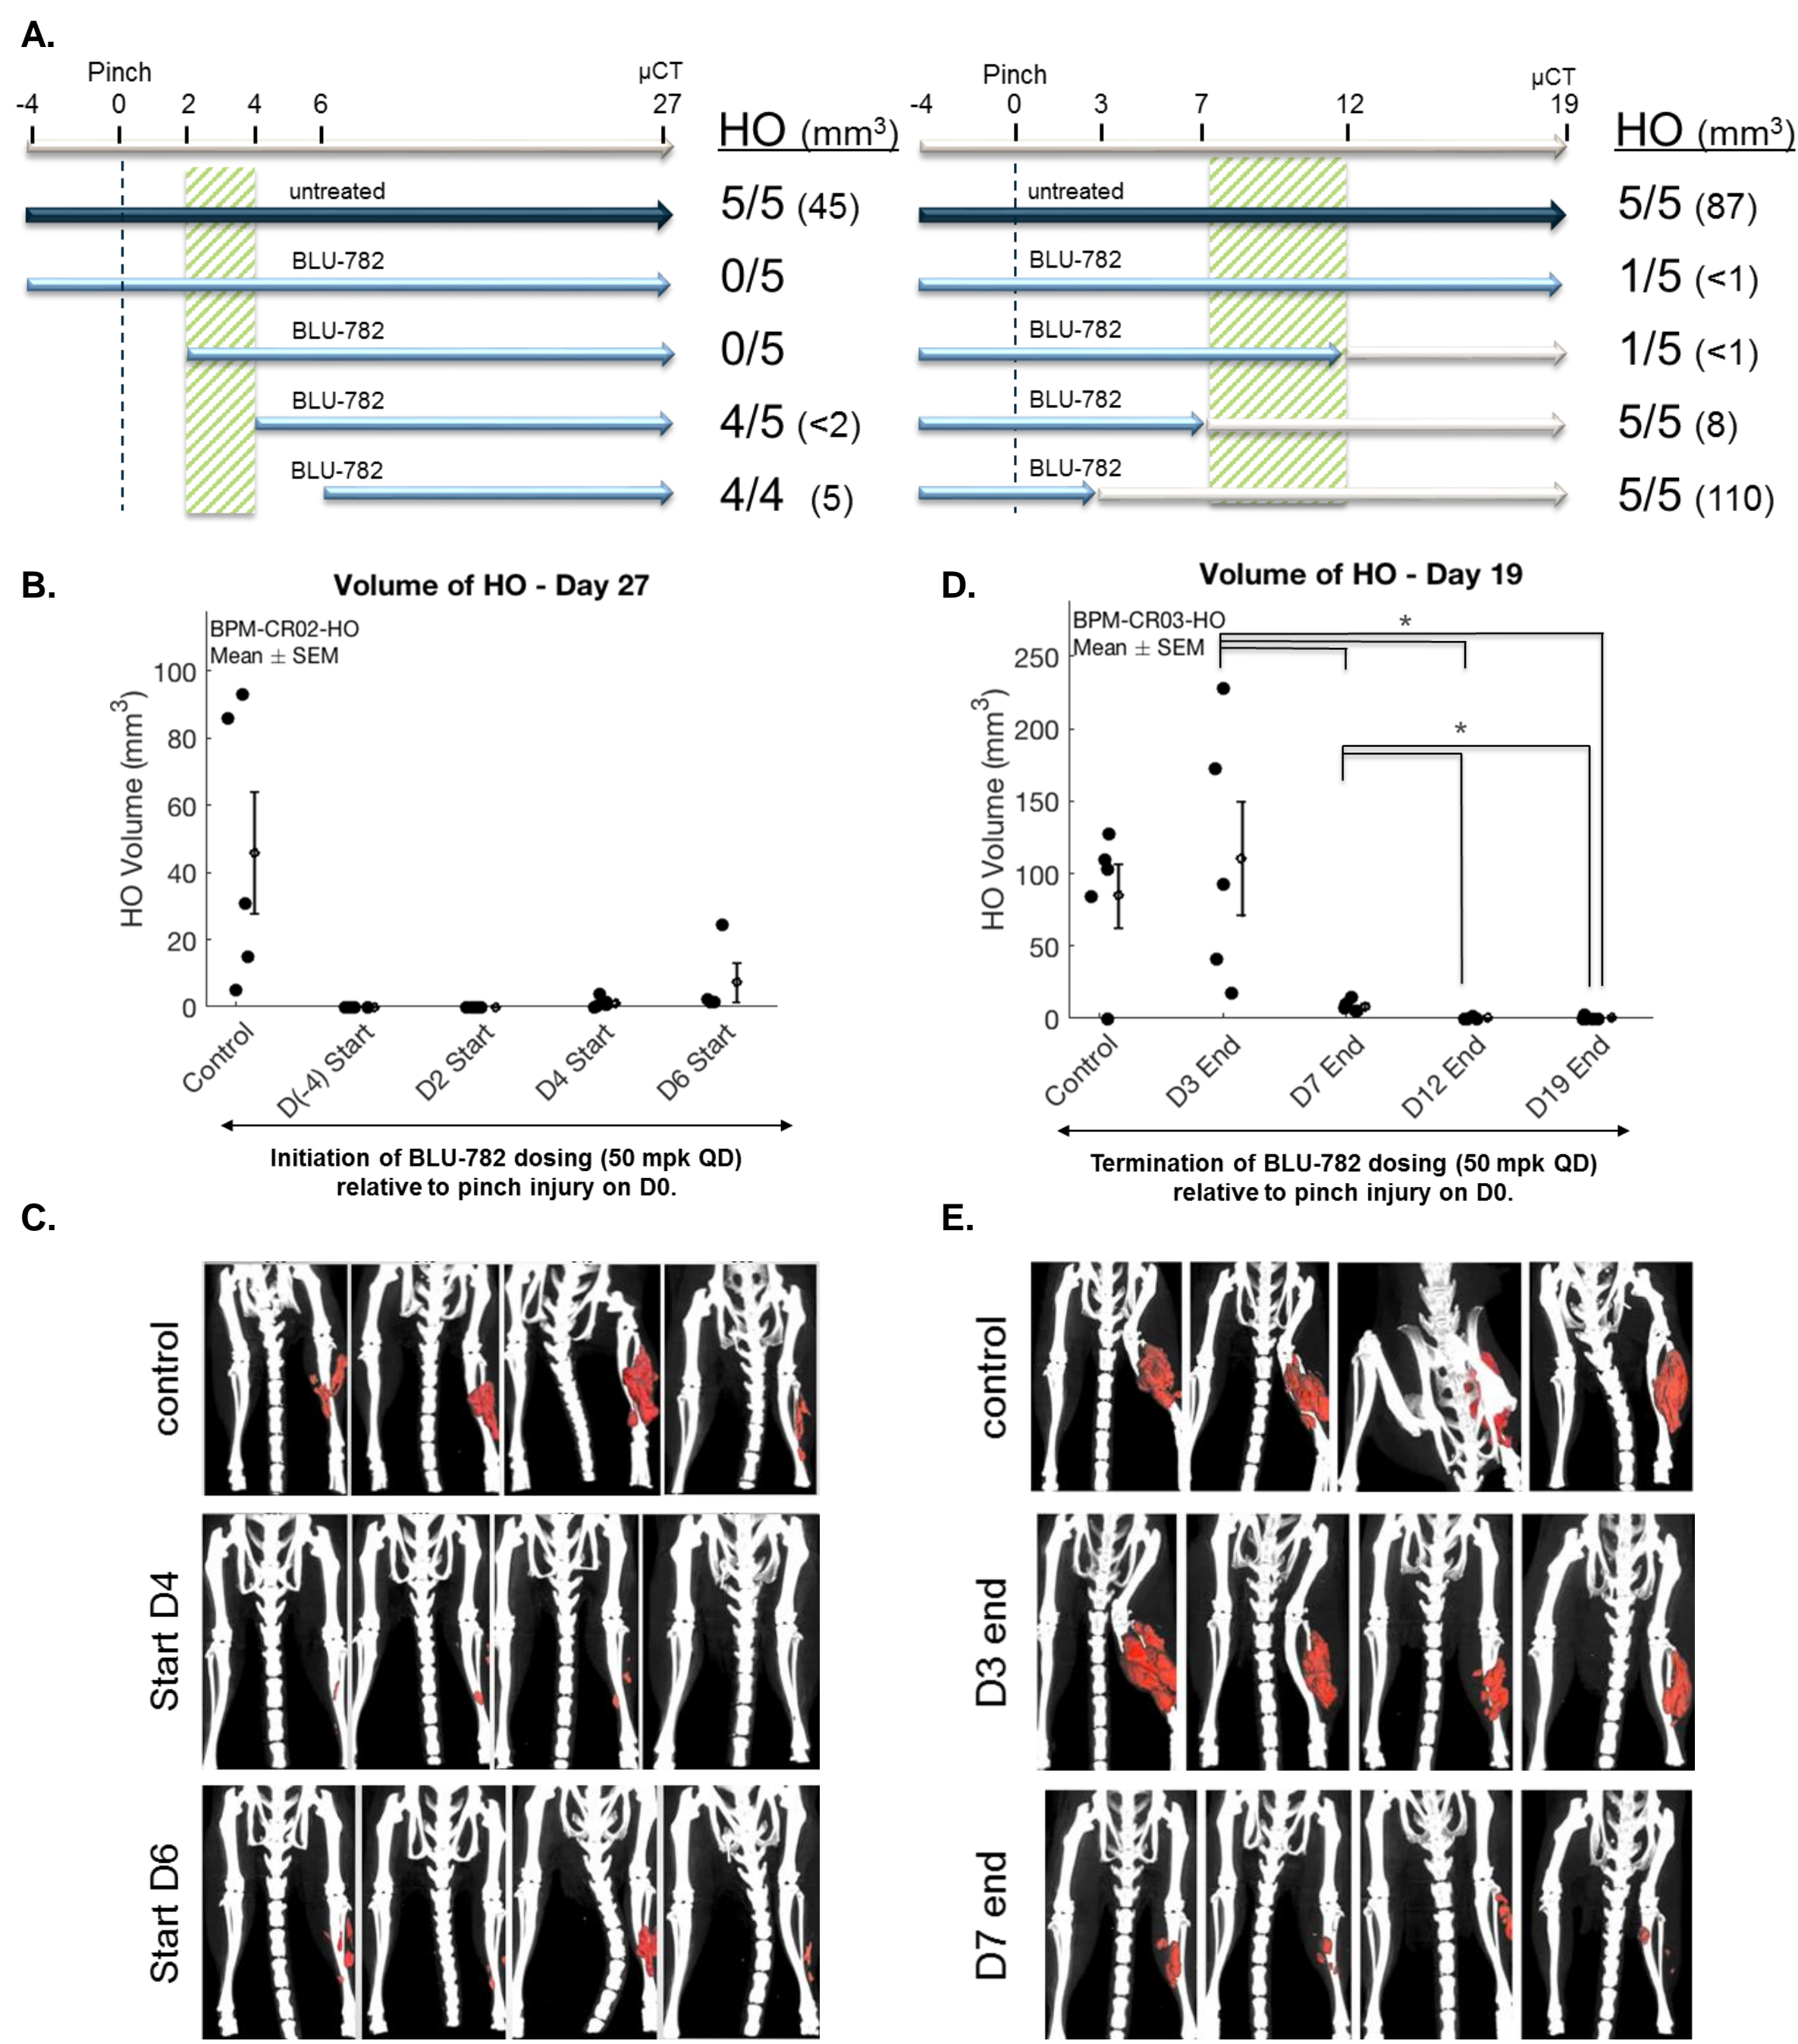 A.
Pinch µCT
-4 0 2 4 6 27
HO (mm³)
untreated
5/5 (45)
BLU-782
0/5
BLU-782
0/5
BLU-782
4/5 (<2)
BLU-782
4/4 (5)
Pinch µCT
-4 0 3 7 12 19
HO (mm³)
untreated
5/5 (87)
BLU-782
1/5 (<1)
BLU-782
1/5 (<1)
BLU-782
5/5 (8)
BLU-782
5/5 (110)
B.
Volume of HO - Day 27
BPM-CR02-HO
Mean ± SEM
HO Volume (mm³)
100
80
60
40
20
0
Control
D(-4) Start
D2 Start
D4 Start
D6 Start
Initiation of BLU-782 dosing (50 mpk QD)
relative to pinch injury on D0.
D.
Volume of HO - Day 19
BPM-CR03-HO
Mean ± SEM
*
*
HO Volume (mm³)
250
200
150
100
50
0
Control
D3 End
D7 End
D12 End
D19 End
Termination of BLU-782 dosing (50 mpk QD)
relative to pinch injury on D0.
C.
control
Start D4
Start D6
E.
control
D3 end
D7 end